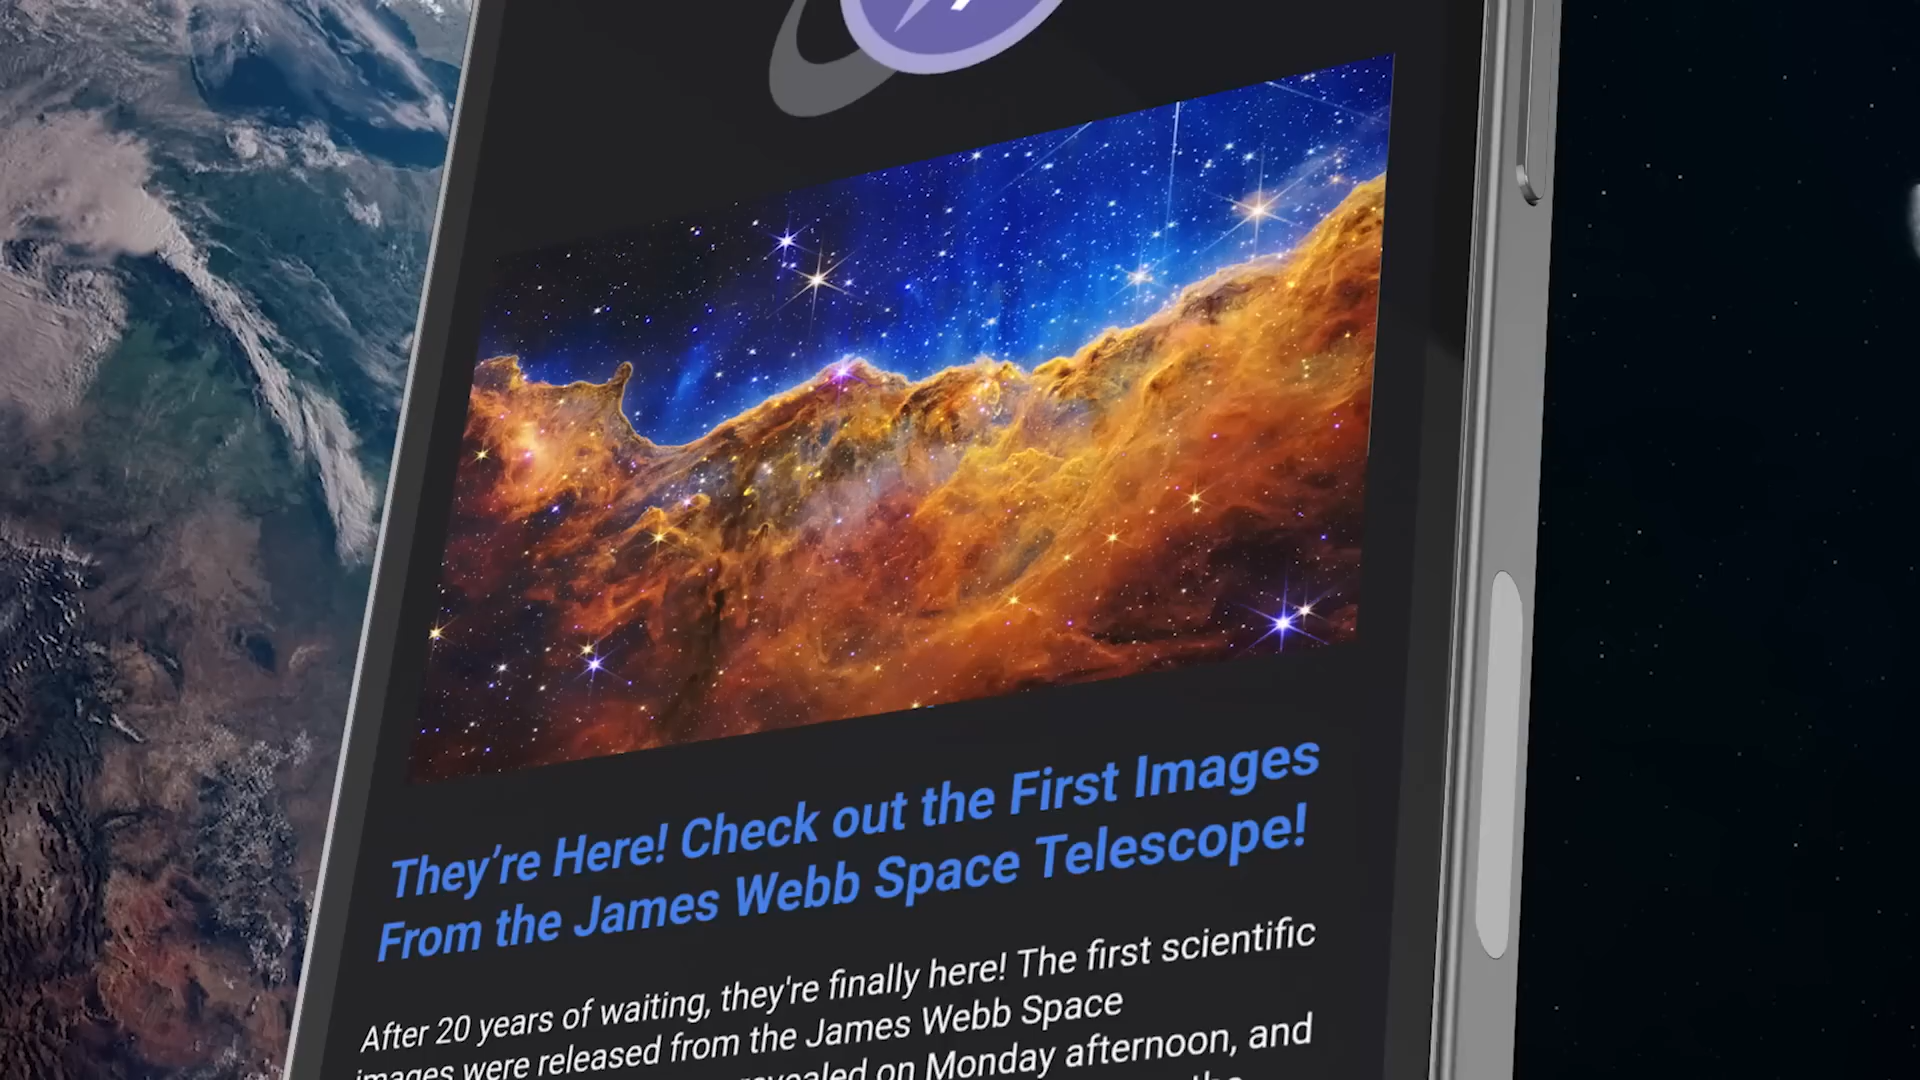 They’re Here! Check out the First Images
From the James Webb Space Telescope!
After 20 years of waiting, they're finally here! The first scientific
images were released from the James Webb Space
revealed on Monday afternoon, and
the